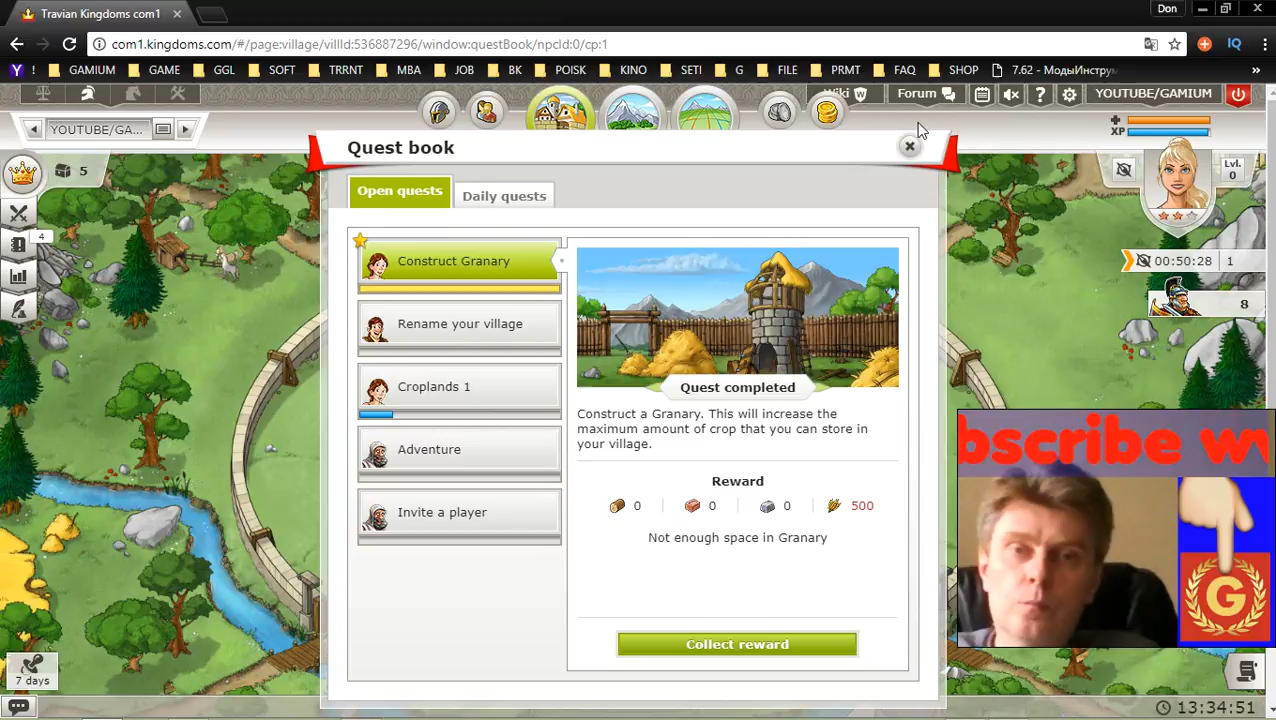 Travian Kingdoms com1
Don
com1.kingdoms.com/#/page:village/villId:536887296/window:questBook/npcId:0/cp:1
IQ
Y ! GAMIUM GAME GGL SOFT TRRNT MBA JOB BK POISK KINO SETI G FILE PRMT FAQ SHOP 7.62 - МодыИнструм »
Wiki Forum ? YOUTUBE/GAMIUM
YOUTUBE/GA...
XP
5
Lvl.
0
4
00:50:28 1
8
Quest book
Open quests Daily quests
Construct Granary
Rename your village
Croplands 1
Adventure
Invite a player
Quest completed
Construct a Granary. This will increase the
maximum amount of crop that you can store in
your village.
Reward
0 0 0 500
Not enough space in Granary
Collect reward
bscribe w
G
7 days
13:34:51